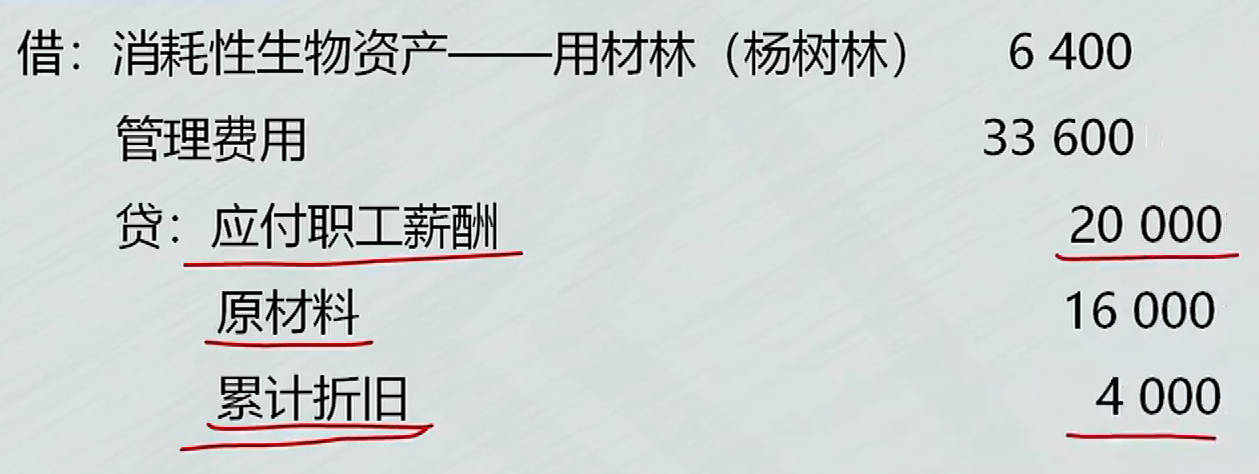 借：消耗性生物资产——用材林（杨树林） 6 400
管理费用 33 600
贷：应付职工薪酬 20 000
原材料 16 000
累计折旧 4 000